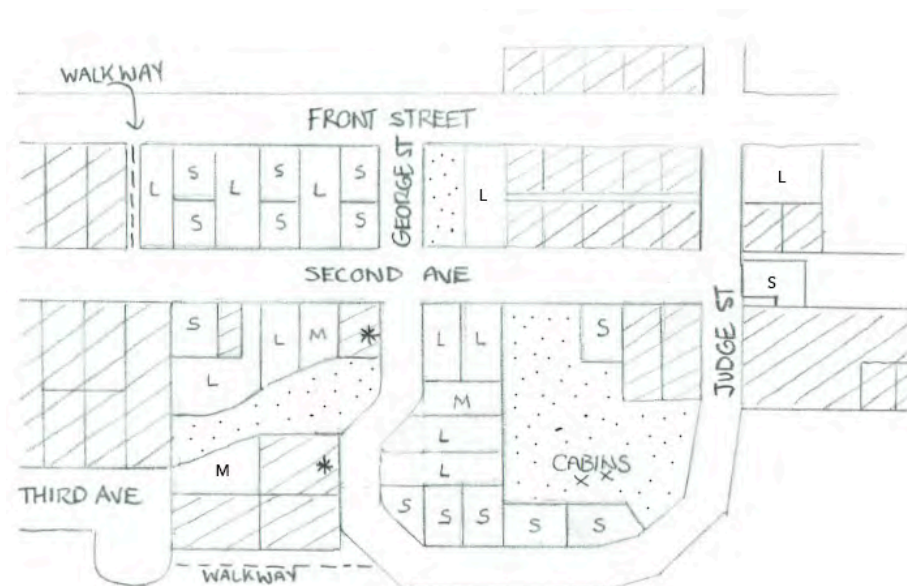 WALKWAY
FRONT STREET
S S S
L L L L L
S S S
GEORGE ST
SECOND AVE
S
JUDGE ST
S L M * L L S
L
M
L
CABINS
M * L
X X
THIRD AVE
S S S S S
WALKWAY